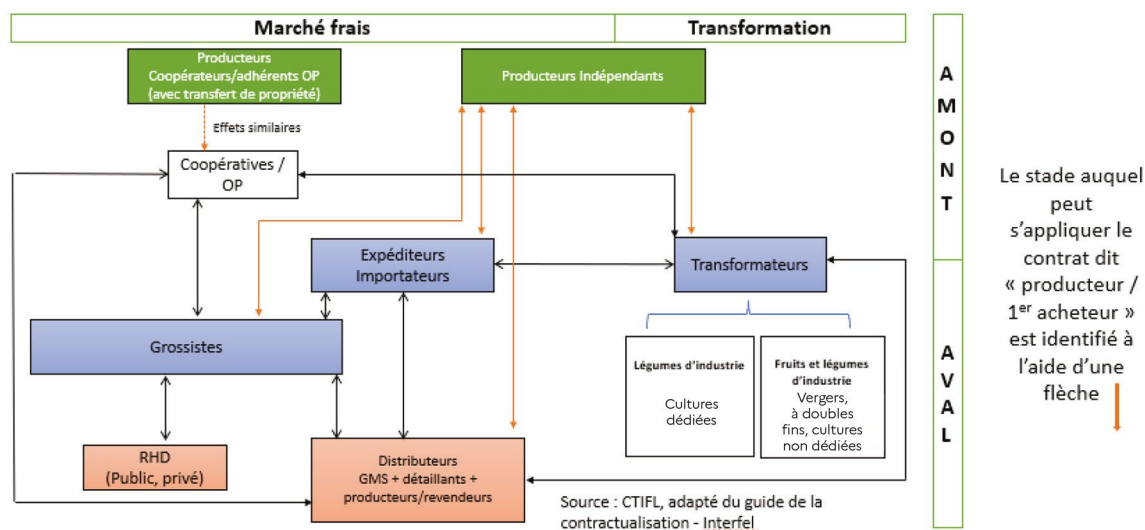 Marché frais
Transformation
Producteurs
Coopérateurs/adhérents OP
(avec transfert de propriété)
Producteurs Indépendants
Effets similaires
Coopératives /
OP
Expéditeurs
Importateurs
Transformateurs
Grossistes
Légumes d'industrie
Cultures
dédiées
Fruits et légumes
d'industrie
Vergers,
à doubles
fins, cultures
non dédiées
RHD
(Public, privé)
Distributeurs
GMS + détaillants +
producteurs/revendeurs
Source : CTIFL, adapté du guide de la
contractualisation - Interfel
A
M
O
N
T
A
V
A
L
Le stade auquel
peut
s'appliquer le
contrat dit
« producteur /
1er acheteur »
est identifié à
l'aide d'une
flèche